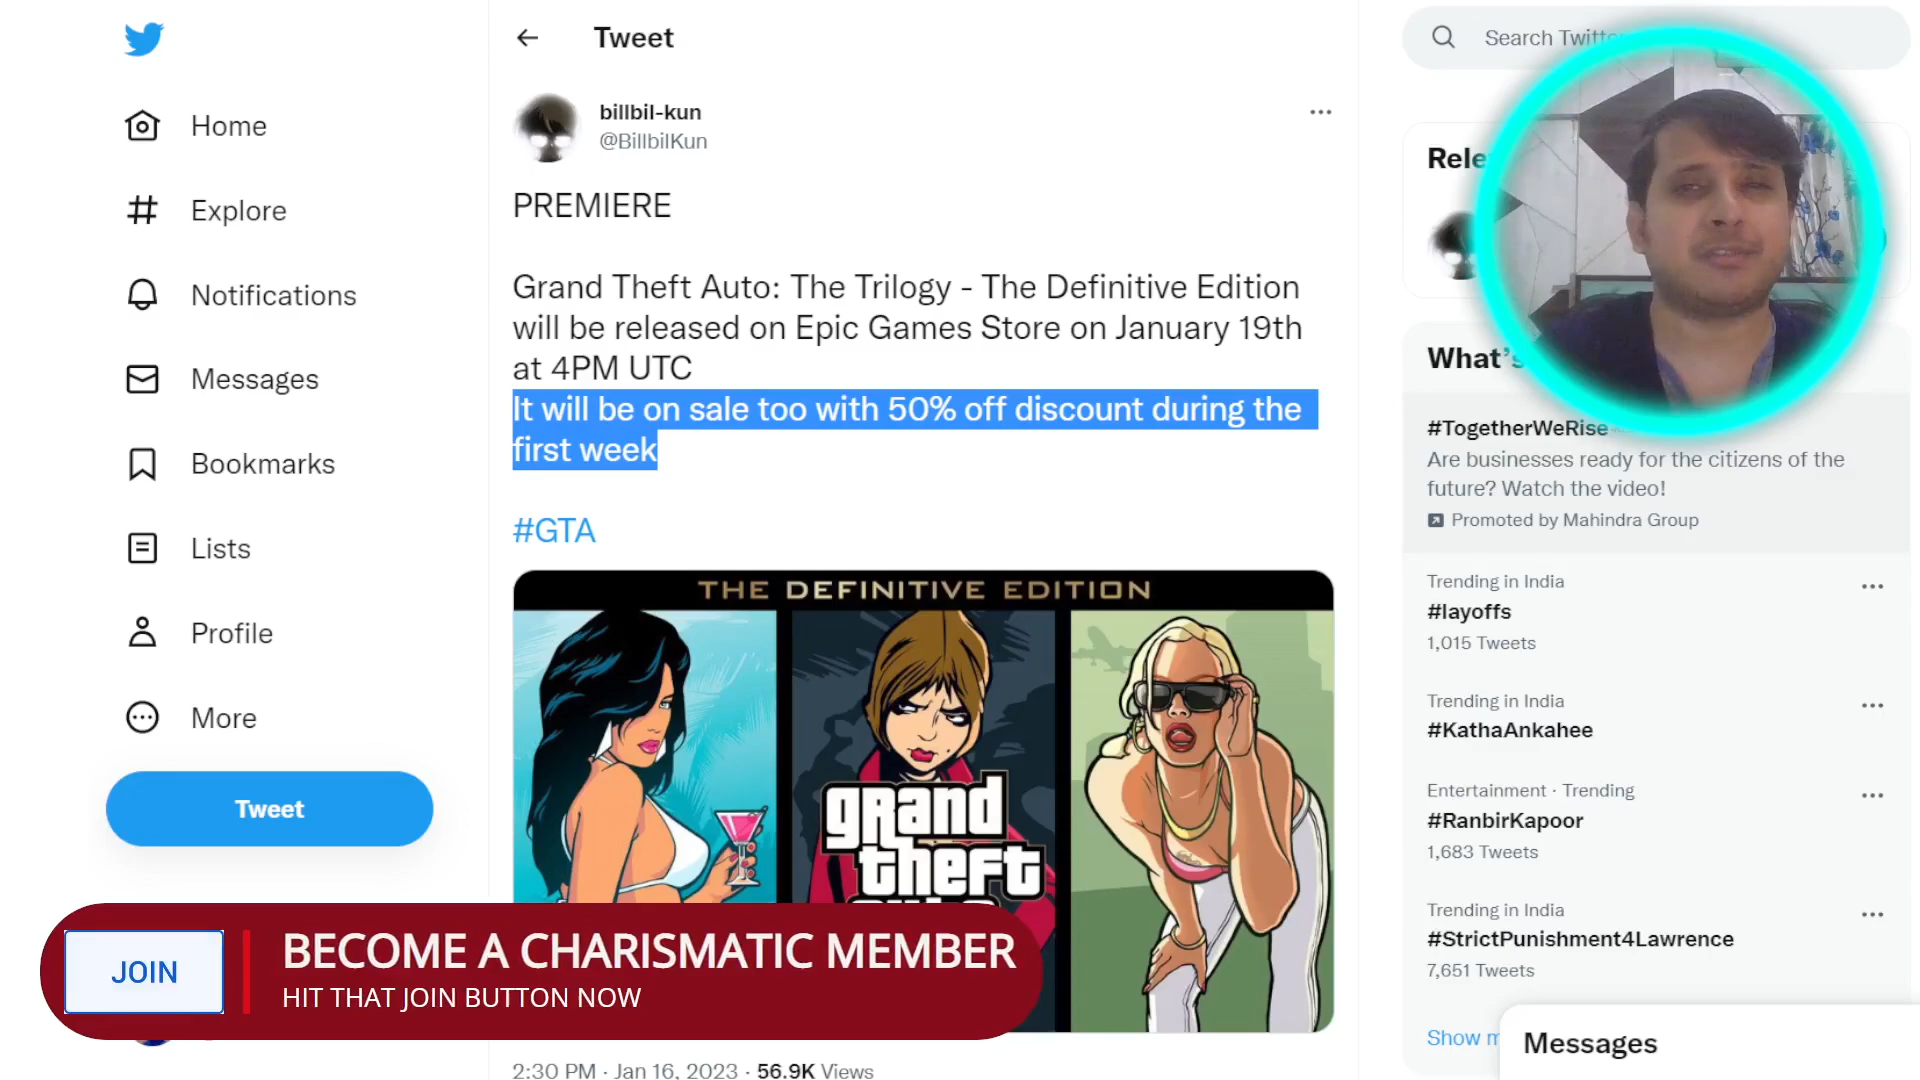 Home
Explore
Notifications
Messages
Bookmarks
Lists
Profile
More
Tweet
Tweet
billbil-kun
@BillbilKun
PREMIERE
Grand Theft Auto: The Trilogy - The Definitive Edition
will be released on Epic Games Store on January 19th
at 4PM UTC
It will be on sale too with 50% off discount during the
first week
#GTA
THE DEFINITIVE EDITION
grand
theft
2:30 PM · Jan 16, 2023 · 56.9K Views
JOIN
BECOME A CHARISMATIC MEMBER
HIT THAT JOIN BUTTON NOW
Search
#TogetherWeRise
Are businesses ready for the citizens of the
future? Watch the video!
Promoted by Mahindra Group
Trending in India
#layoffs
1,015 Tweets
Trending in India
#KathaAnkahee
Entertainment · Trending
#RanbirKapoor
1,683 Tweets
Trending in India
#StrictPunishment4Lawrence
7,651 Tweets
Show
Messages